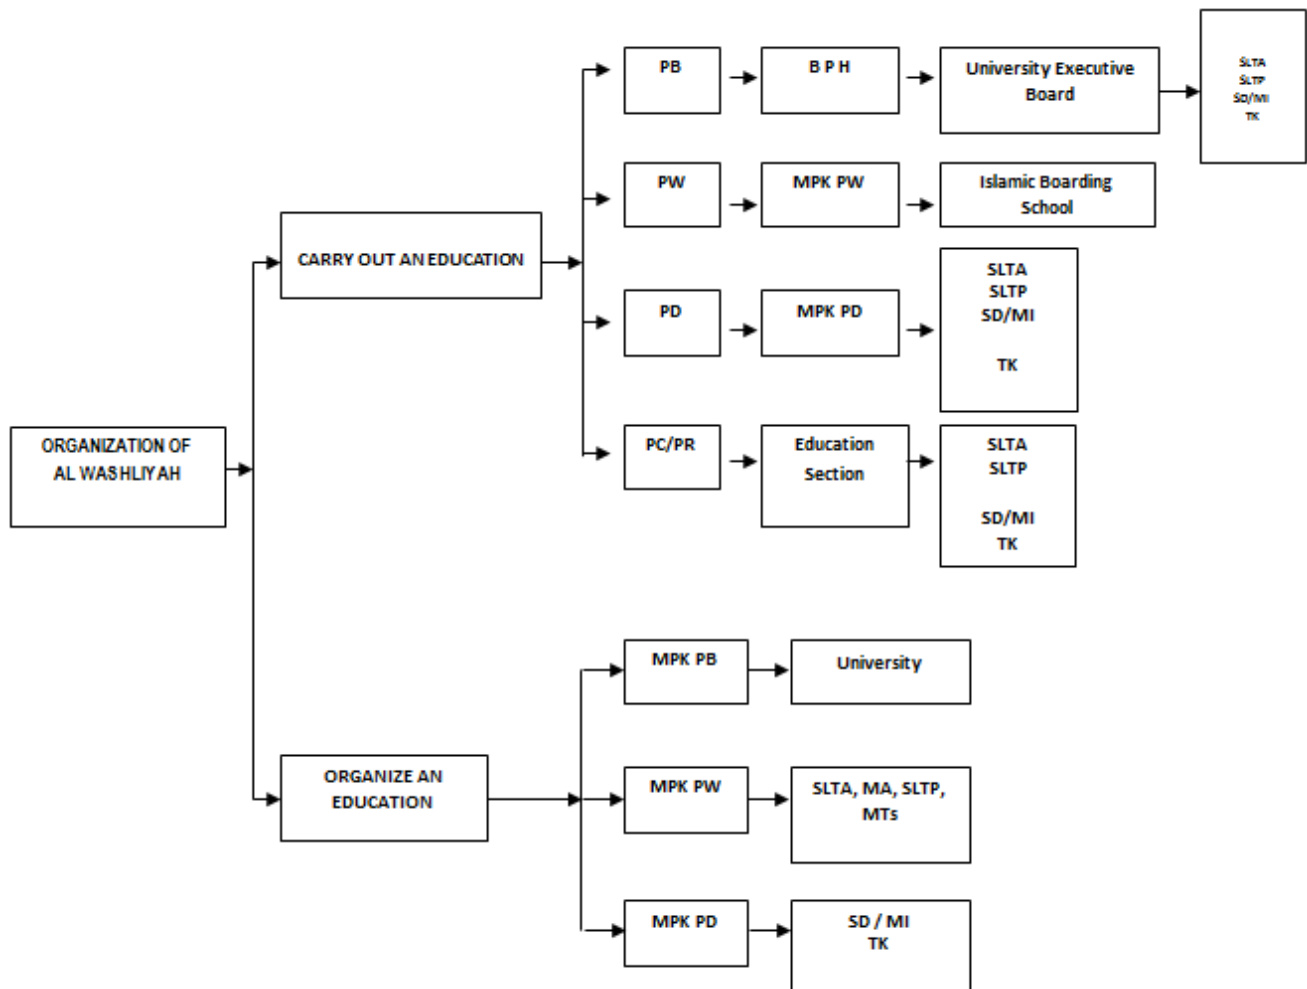 PB
B P H
University Executive
Board
SLTA
SLTP
SD/MI
TK
PW
MPK PW
Islamic Boarding
School
CARRY OUT AN EDUCATION
PD
MPK PD
SLTA
SLTP
SD/MI
TK
PC/PR
Education
Section
SLTA
SLTP
SD/MI
TK
ORGANIZATION OF
AL WASHLIYAH
MPK PB
University
ORGANIZE AN
EDUCATION
MPK PW
SLTA, MA, SLTP,
MTs
MPK PD
SD / MI
TK